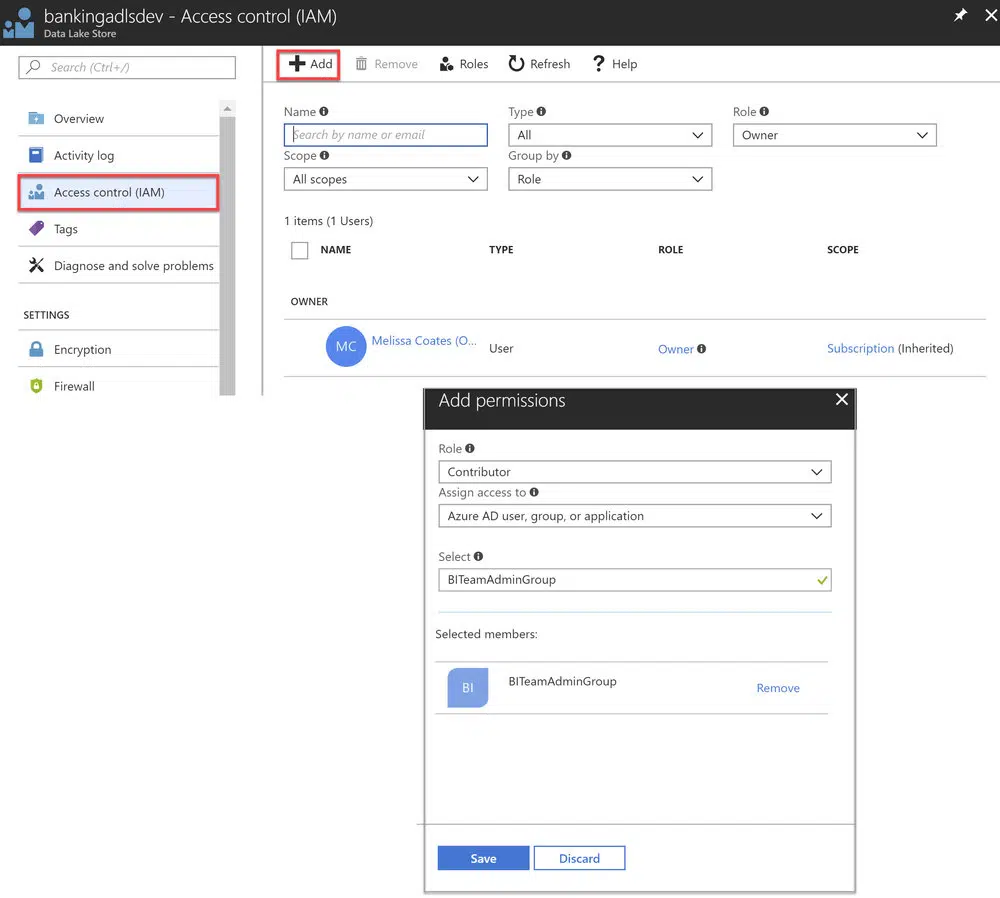 bankingadlsdev - Access control (IAM)
Data Lake Store
Search (Ctrl+/)
Overview
Activity log
Access control (IAM)
Tags
Diagnose and solve problems
SETTINGS
Encryption
Firewall
Add Remove Roles Refresh ? Help
Name Type Role
Search by name or email All Owner
Scope Group by
All scopes Role
1 items (1 Users)
NAME TYPE ROLE SCOPE
OWNER
MC Melissa Coates (O... User Owner Subscription (Inherited)
Add permissions
Role
Contributor
Assign access to
Azure AD user, group, or application
Select
BITeamAdminGroup
Selected members:
BI BITeamAdminGroup Remove
Save Discard